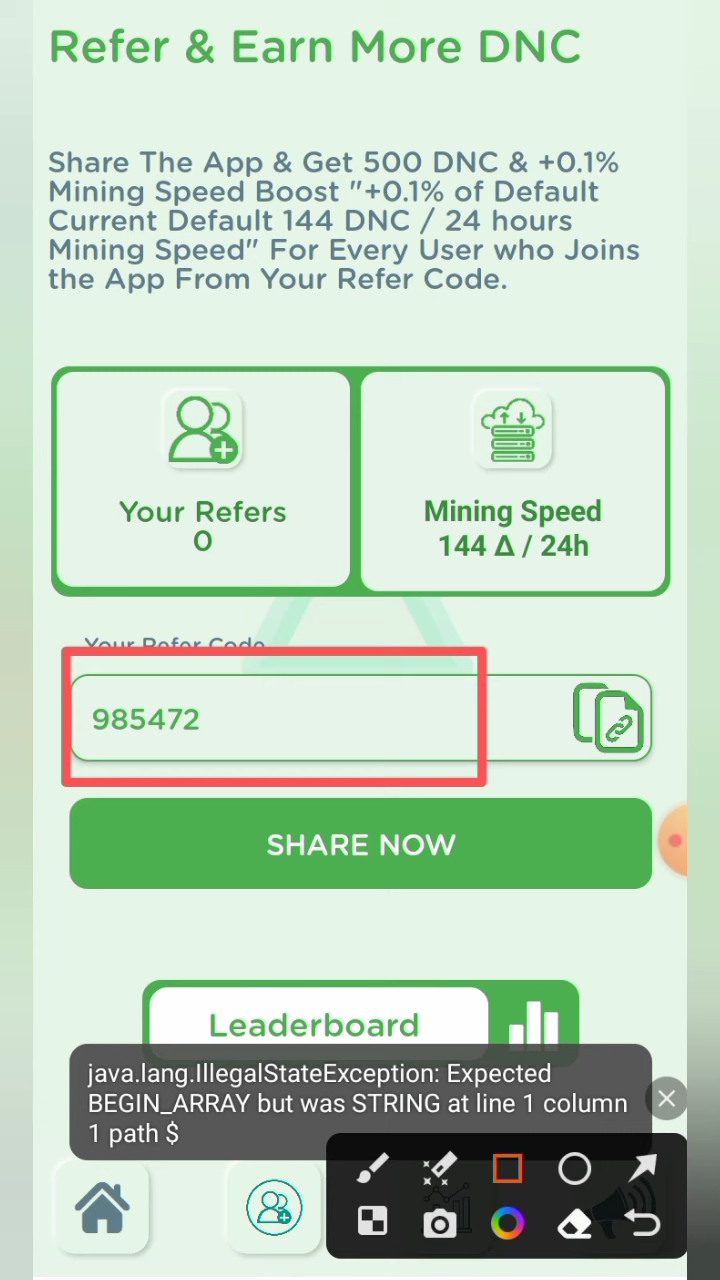 Refer & Earn More DNC
Share The App & Get 500 DNC & +0.1%
Mining Speed Boost "+0.1% of Default
Current Default 144 DNC / 24 hours
Mining Speed" For Every User who Joins
the App From Your Refer Code.
Your Refers
0
Mining Speed
144 Δ / 24h
Your Refer Code
985472
SHARE NOW
Leaderboard
java.lang.IllegalStateException: Expected
BEGIN_ARRAY but was STRING at line 1 column
1 path $